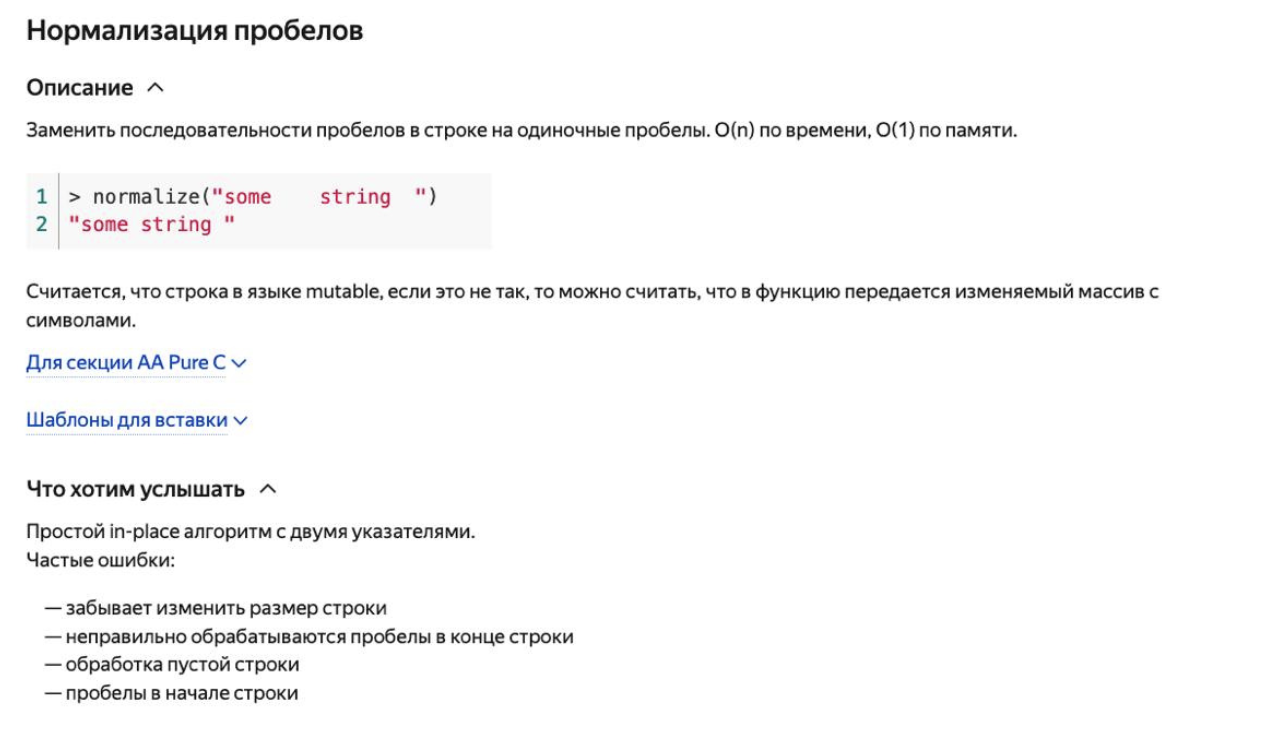 Нормализация пробелов
Описание
Заменить последовательности пробелов в строке на одиночные пробелы. O(n) по времени, O(1) по памяти.
1 > normalize("some    string  ")
2 "some string "
Считается, что строка в языке mutable, если это не так, то можно считать, что в функцию передается изменяемый массив с
символами.
Для секции AA Pure C
Шаблоны для вставки
Что хотим услышать
Простой in-place алгоритм с двумя указателями.
Частые ошибки:
— забывает изменить размер строки
— неправильно обрабатываются пробелы в конце строки
— обработка пустой строки
— пробелы в начале строки